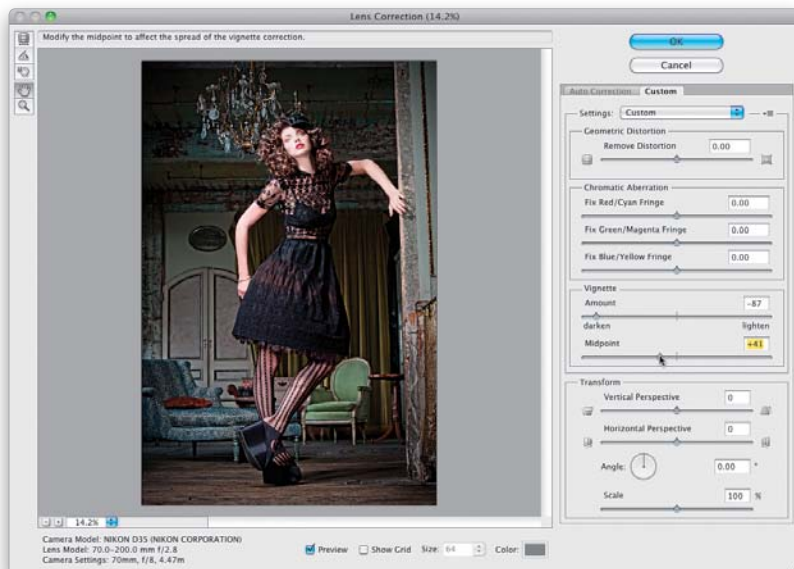 Lens Correction (14.2%)
Modify the midpoint to affect the spread of the vignette correction.
OK
Cancel
Auto Correction Custom
Settings: Custom
Geometric Distortion
Remove Distortion 0.00
Chromatic Aberration
Fix Red/Cyan Fringe 0.00
Fix Green/Magenta Fringe 0.00
Fix Blue/Yellow Fringe 0.00
Vignette
Amount -87
darken lighten
Midpoint +41
Transform
Vertical Perspective 0
Horizontal Perspective 0
Angle: 0.00 °
Scale 100 %
14.2%
Camera Model: NIKON D3S (NIKON CORPORATION)
Lens Model: 70.0-200.0 mm f/2.8
Camera Settings: 70mm, f/8, 4.47m
Preview Show Grid Size: 64 Color: